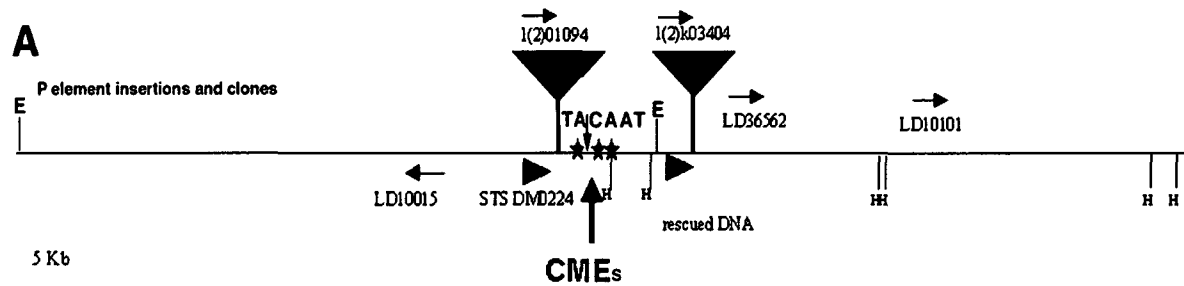 l(2)01094 l(2)k03404
A
P element insertions and clones
E
TACAAT E
LD36562 LD10101
LD10015 STS DM0224 H H HH H H
rescued DNA
5 Kb
CMEs